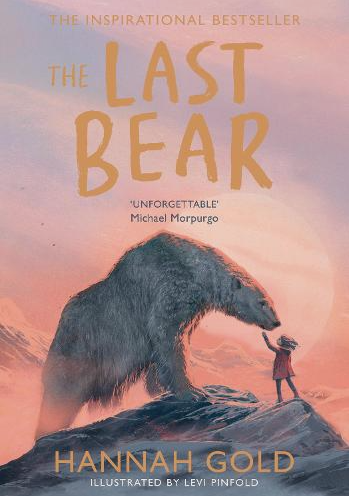 THE INSPIRATIONAL BESTSELLER
THE LAST
BEAR
‘UNFORGETTABLE’
Michael Morpurgo
HANNAH GOLD
ILLUSTRATED BY LEVI PINFOLD